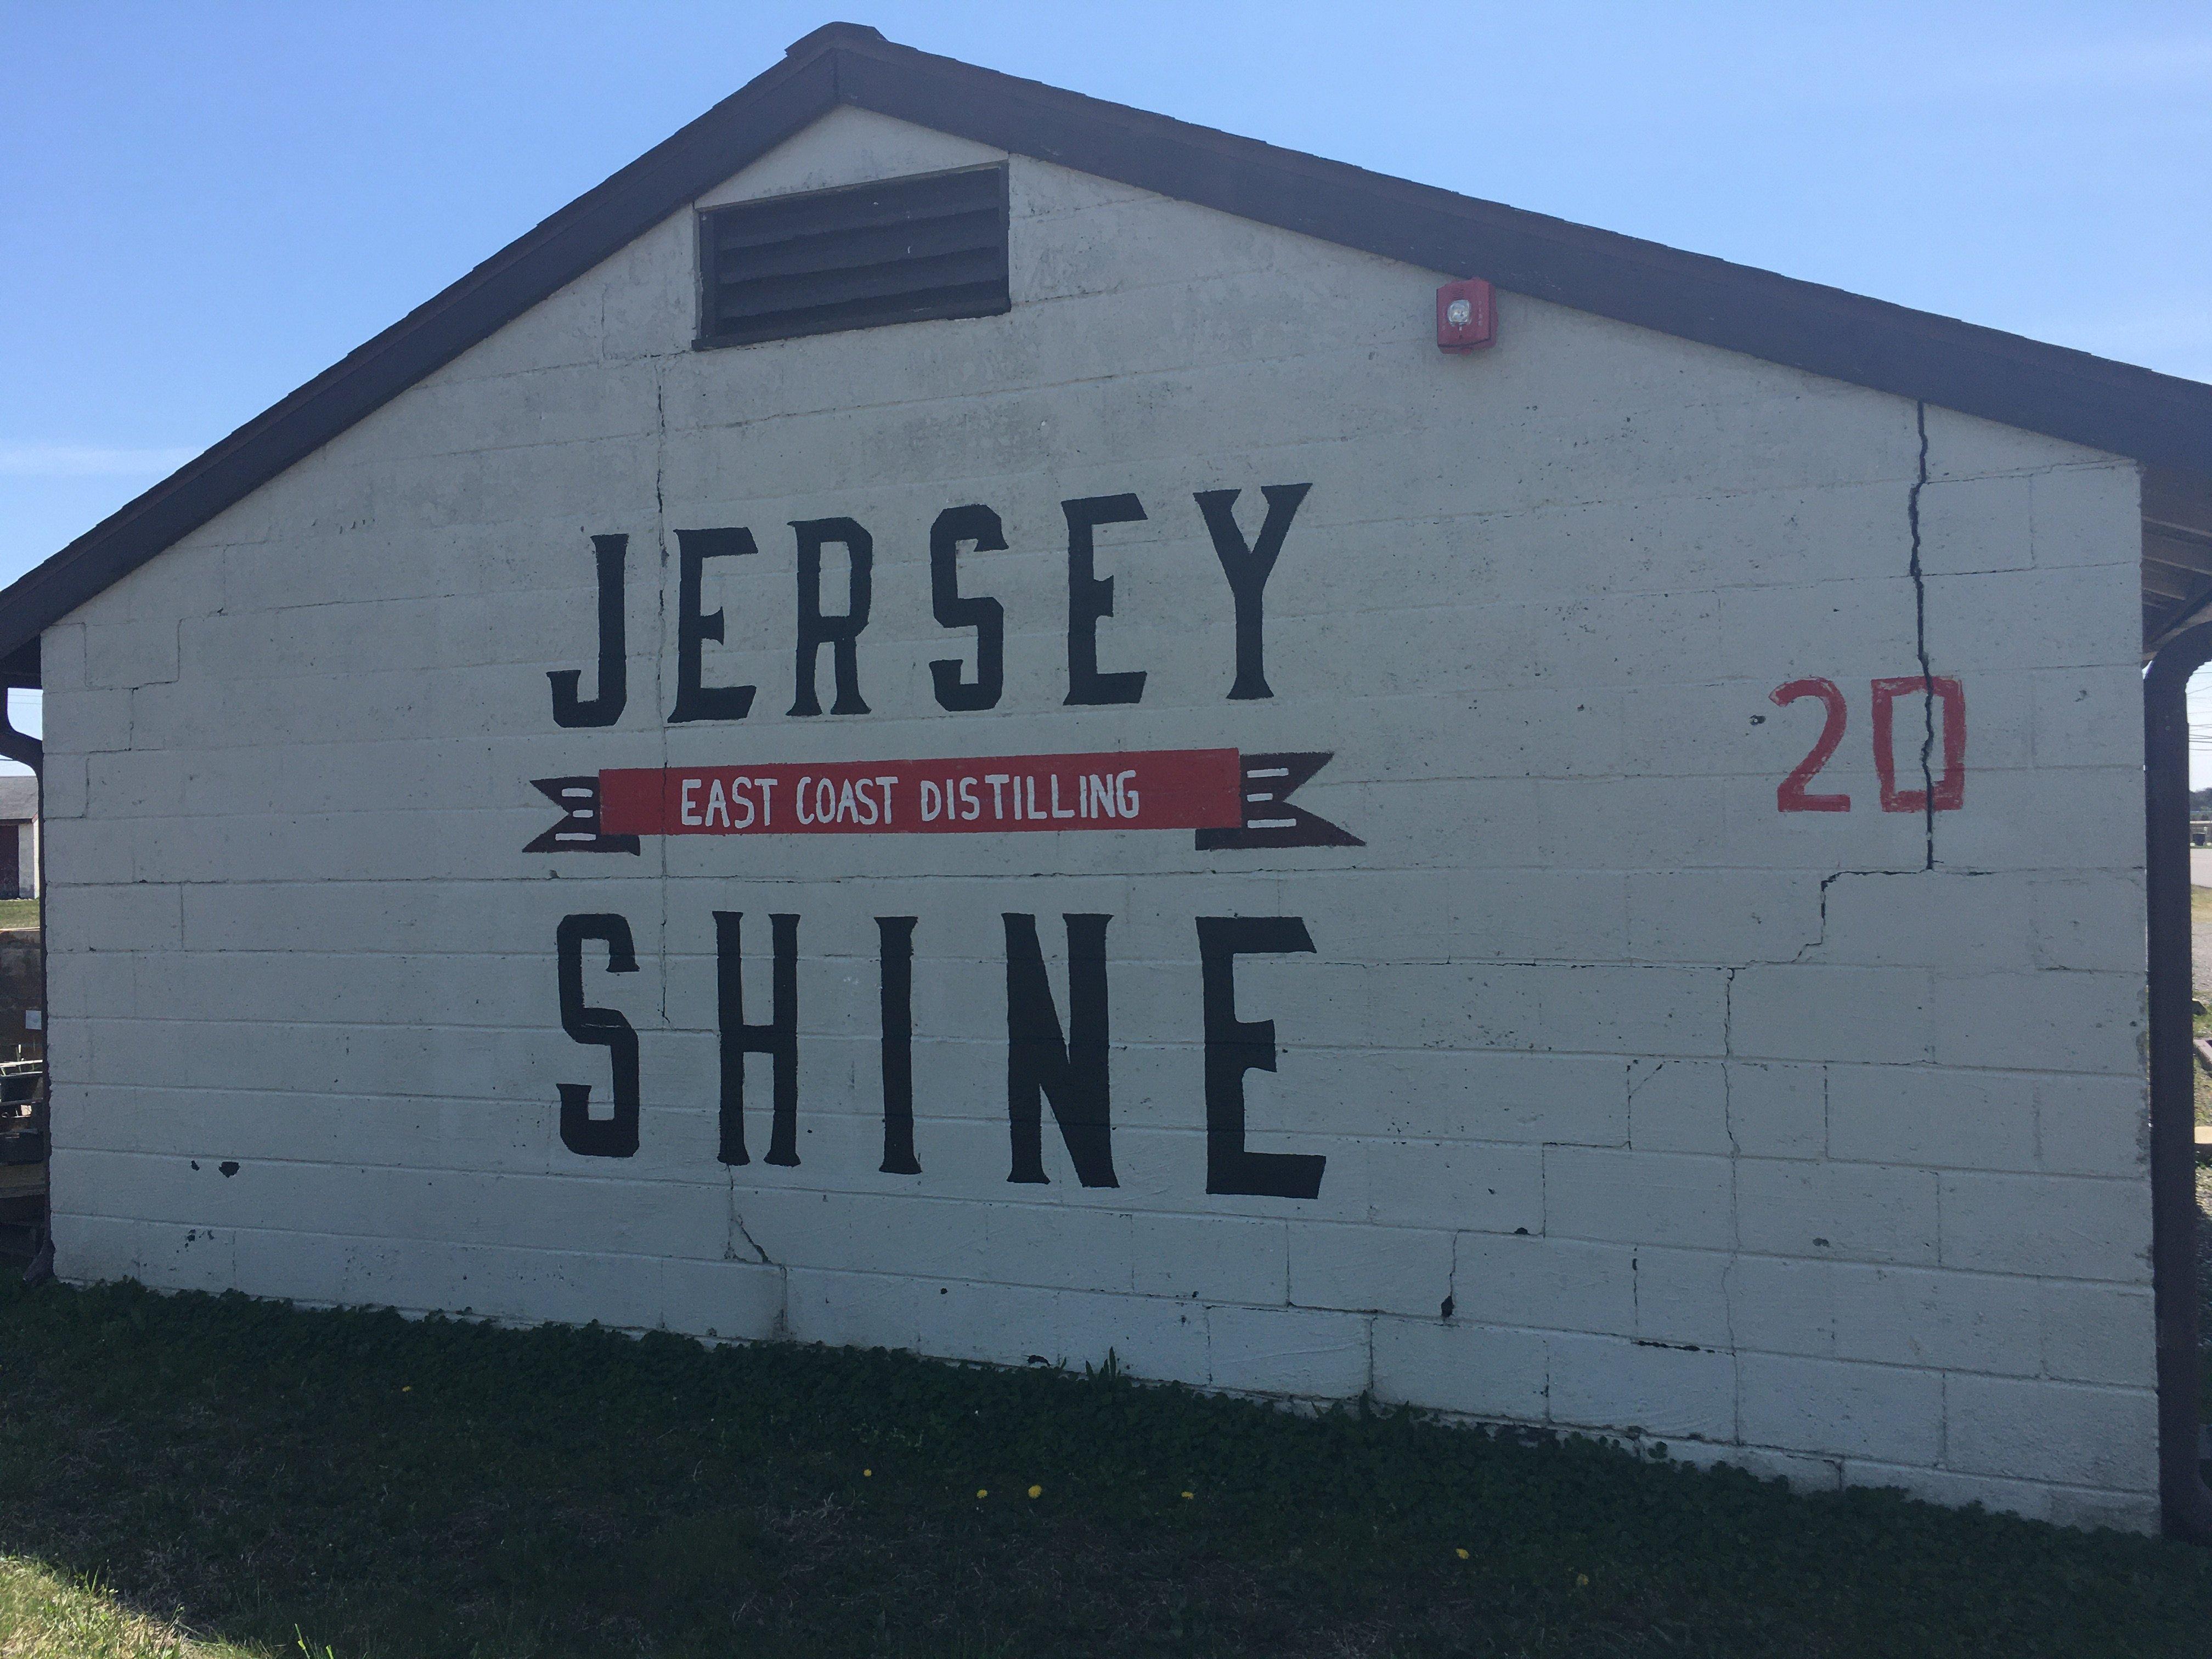 JERSEY
EAST COAST DISTILLING
SHINE
20